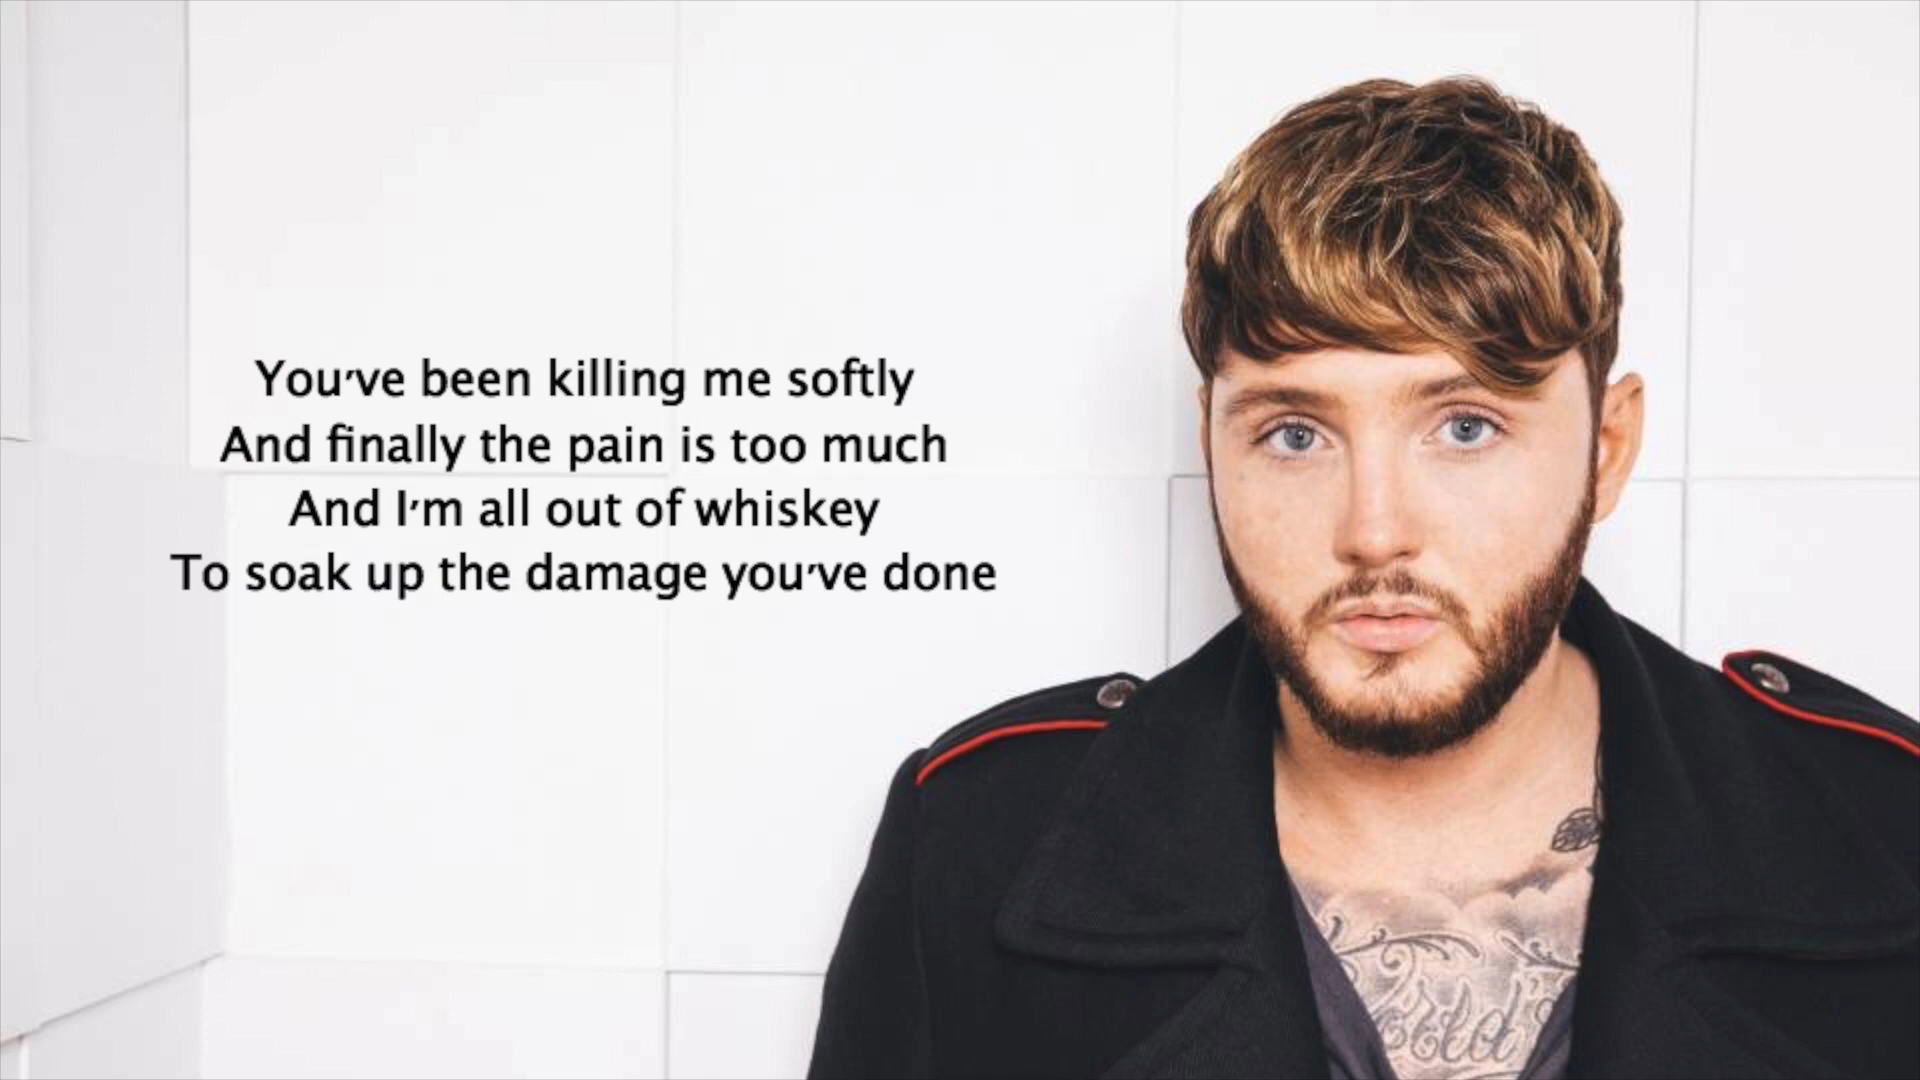 You've been killing me softly
And finally the pain is too much
And I'm all out of whiskey
To soak up the damage you've done